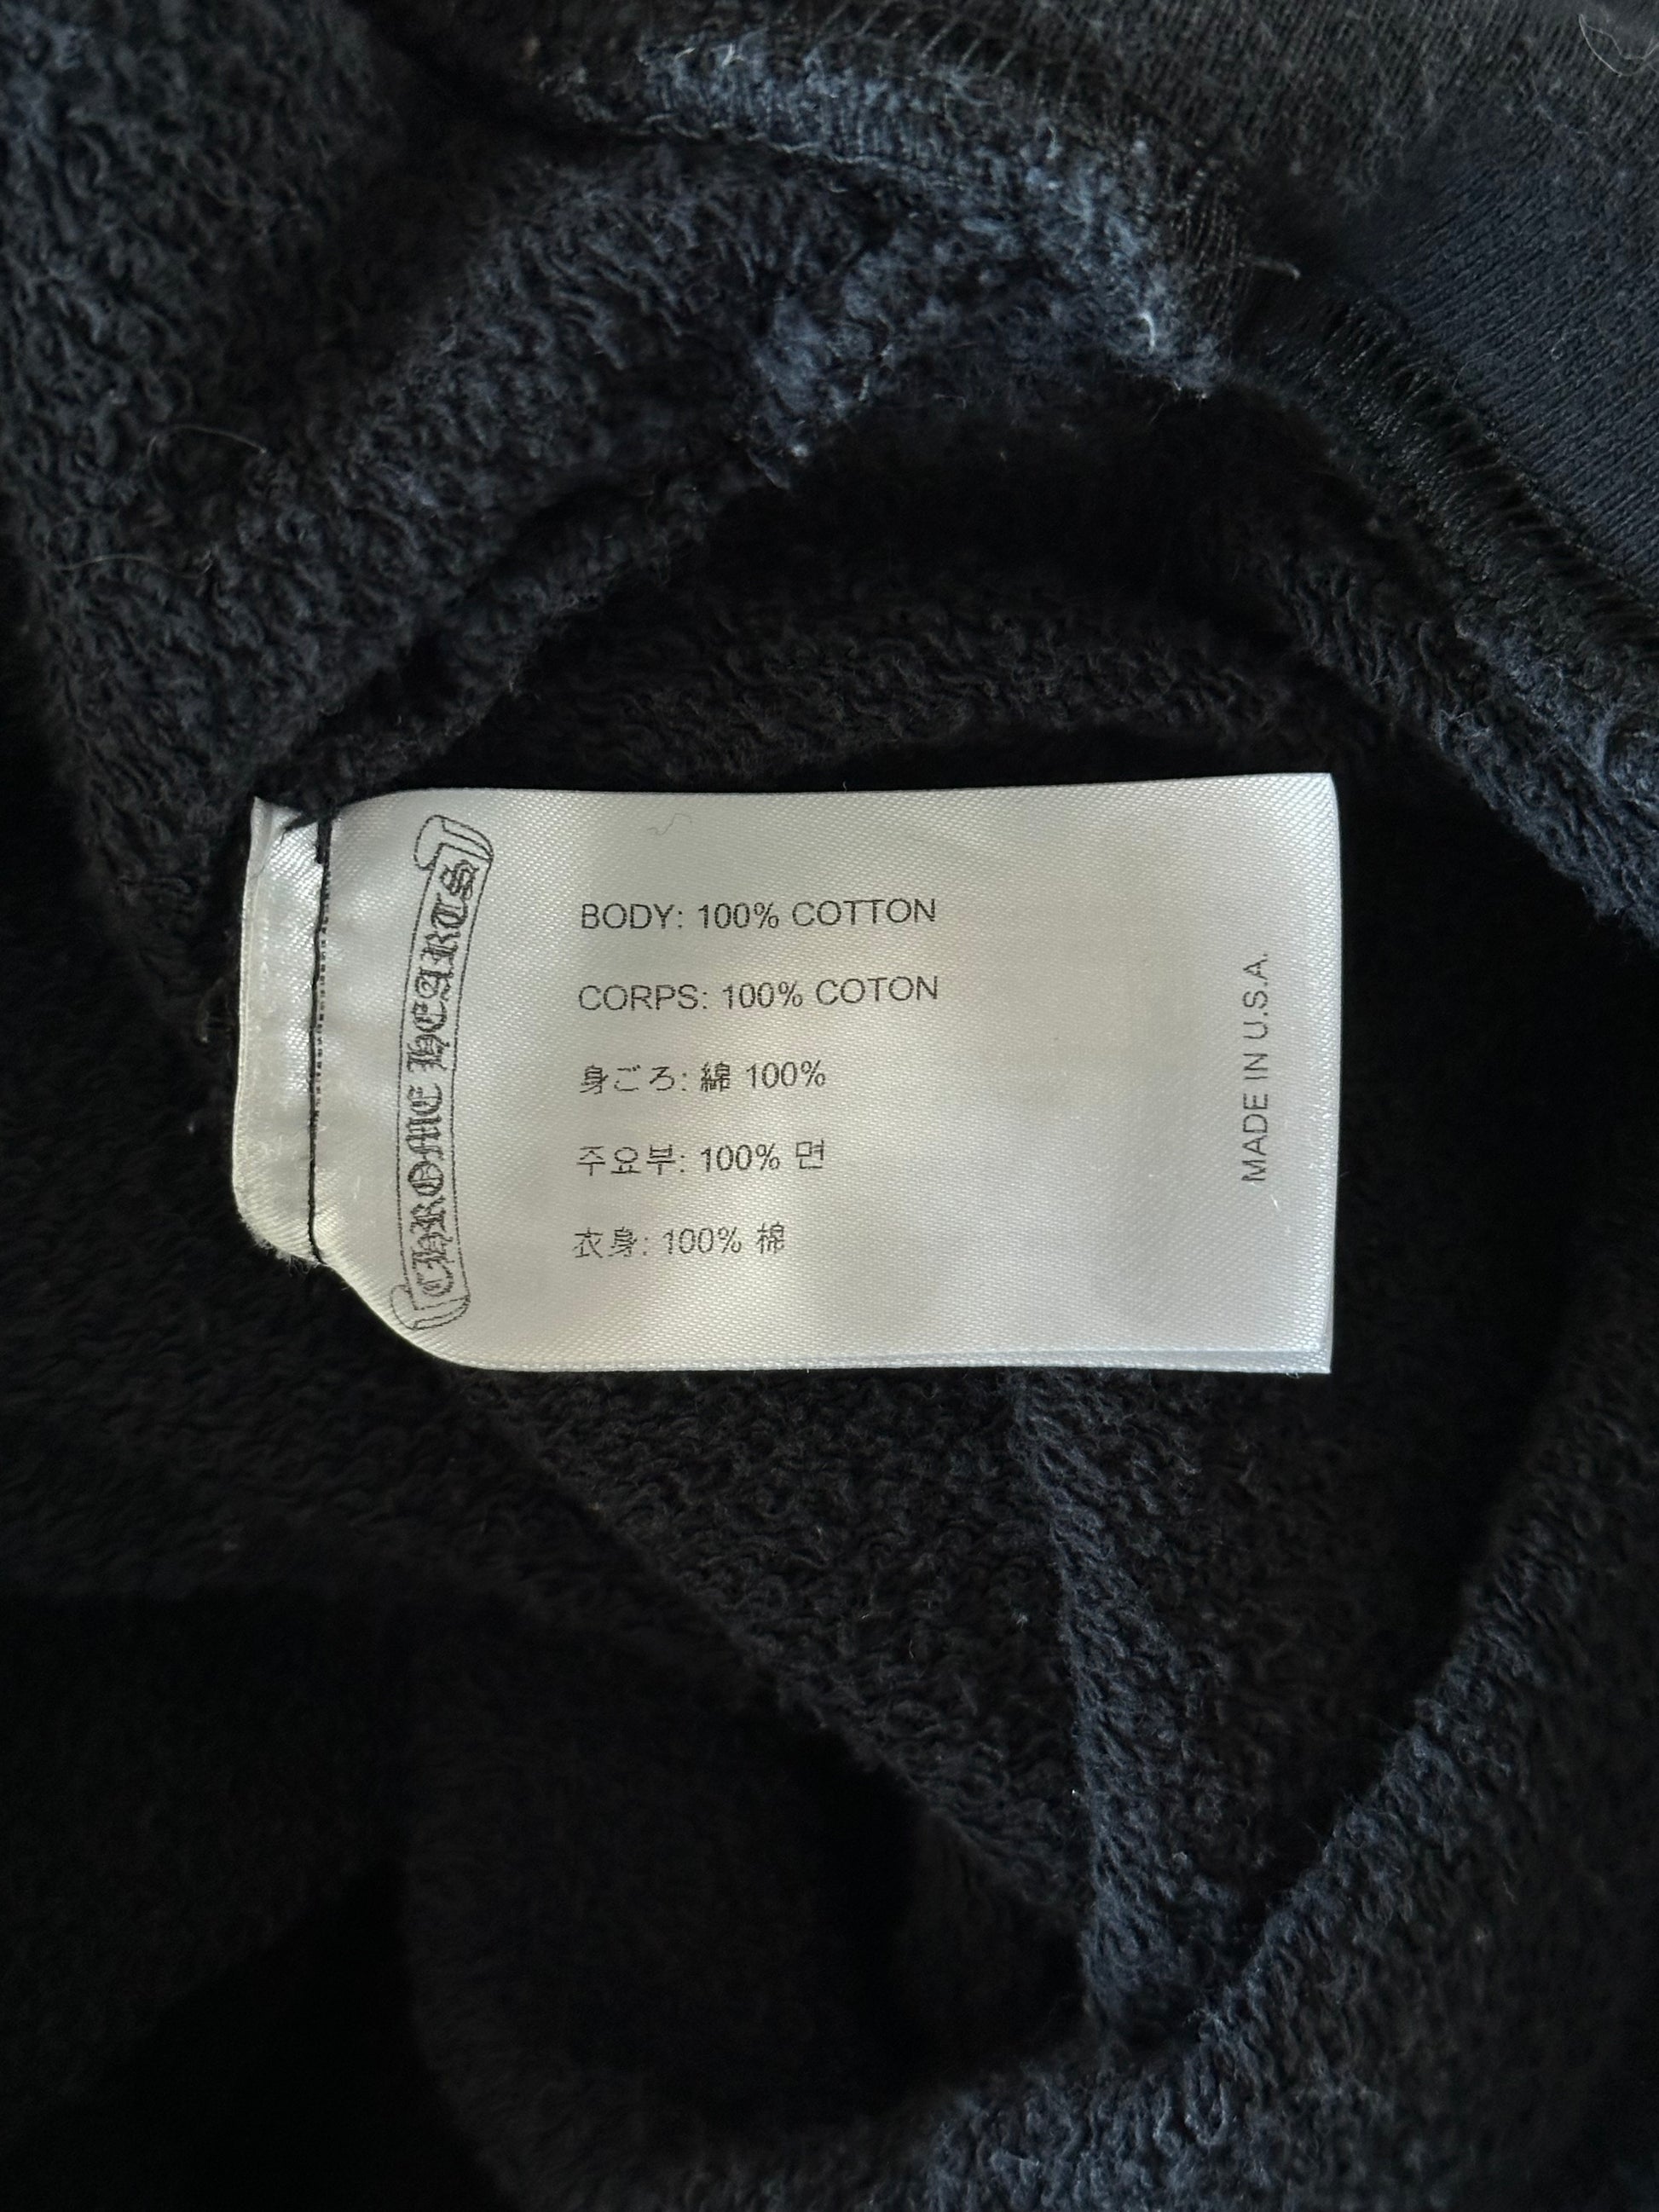 CHROME HEARTS
BODY: 100% COTTON
CORPS: 100% COTON
身ごろ: 綿 100%
주요부: 100% 면
衣身: 100% 棉
MADE IN U.S.A.